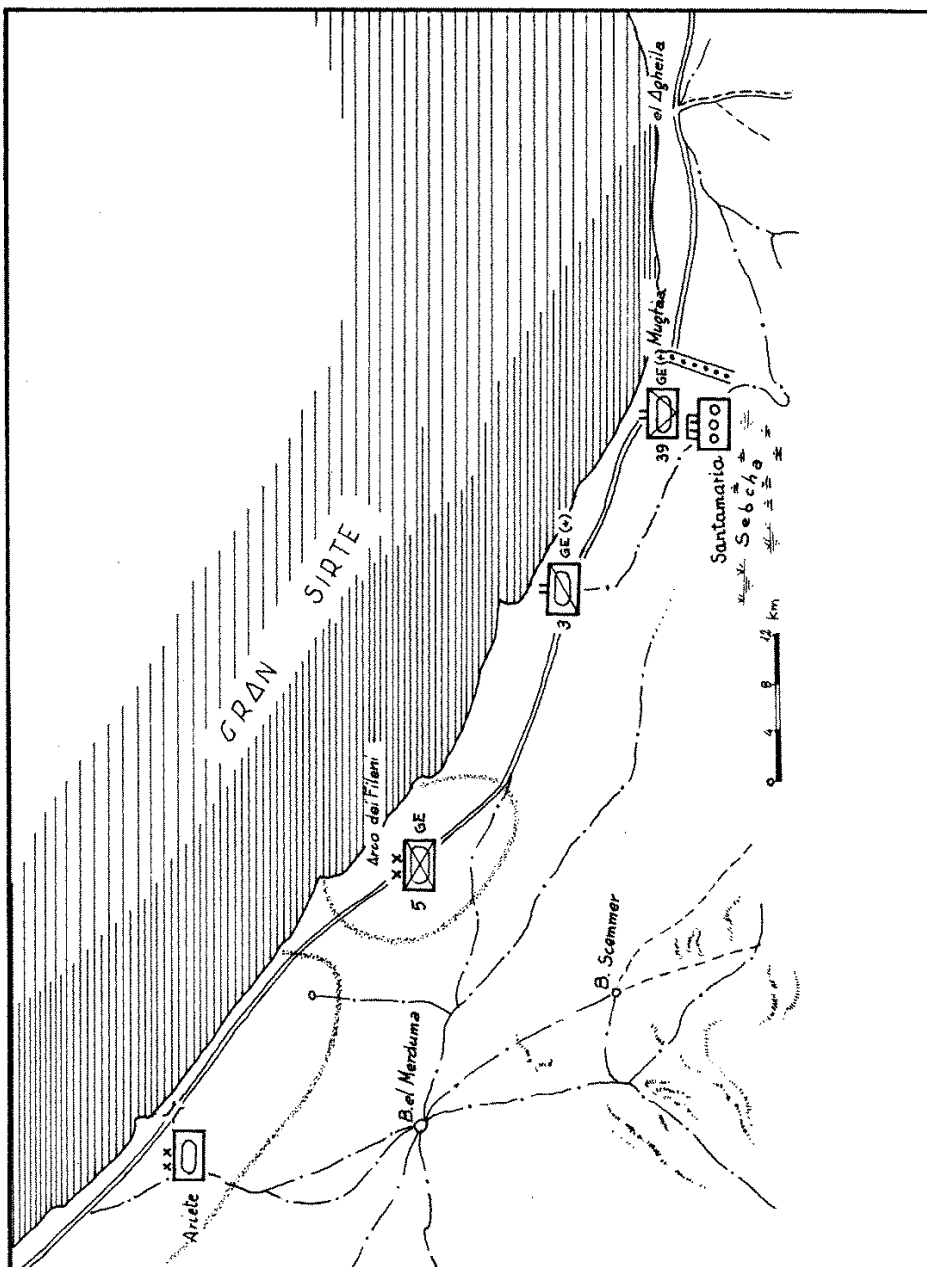 el Agheila
Mugtaa
GRAN SIRTE
GE (+)
39
Santamaria
Sebcha
GE (+)
3
Arco dei Fileni
XX
GE
5
0 4 8 12 km
B. Scemmer
B. el Merduma
XX
Ariete